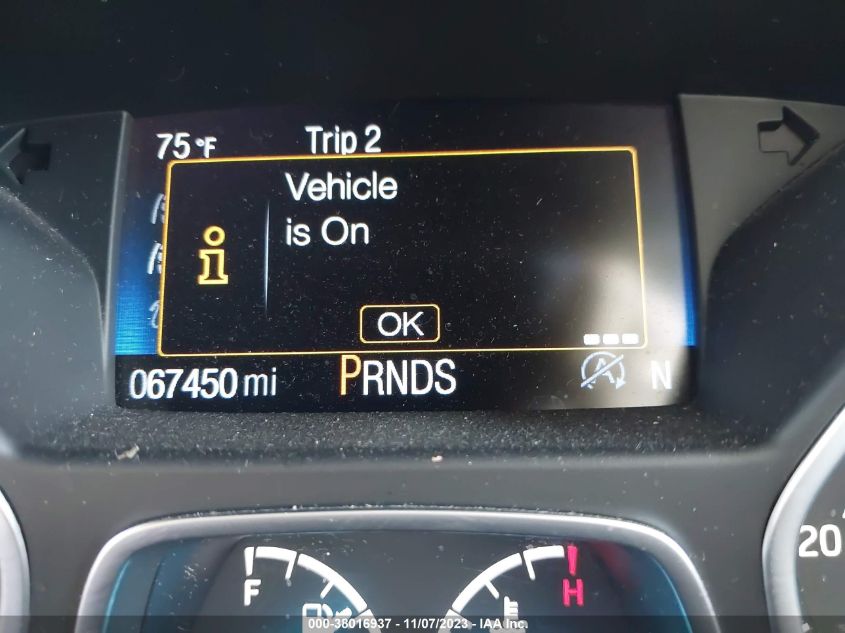 75°F Trip 2
Vehicle
is On
OK
067450 mi PRNDS A N
20
F H
000-38016937 - 11/07/2023 - IAA Inc.